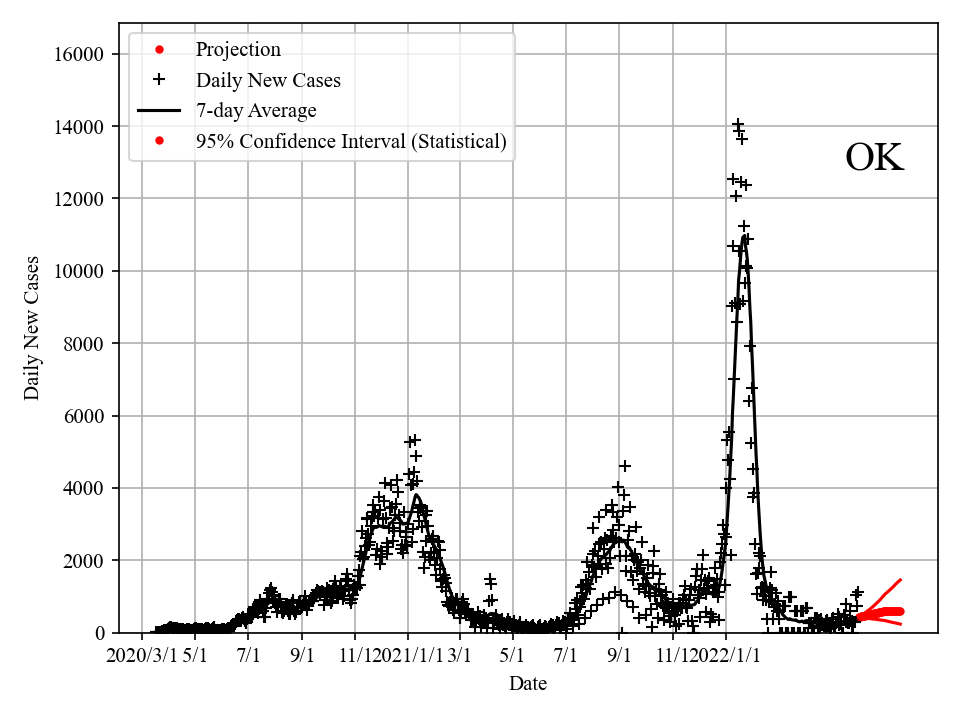 16000
14000
12000
10000
8000
6000
4000
2000
0
Daily New Cases
Projection
Daily New Cases
7-day Average
95% Confidence Interval (Statistical)
OK
2020/3/1 5/1 7/1 9/1 11/1 2021/1/1 3/1 5/1 7/1 9/1 11/1 2022/1/1
Date